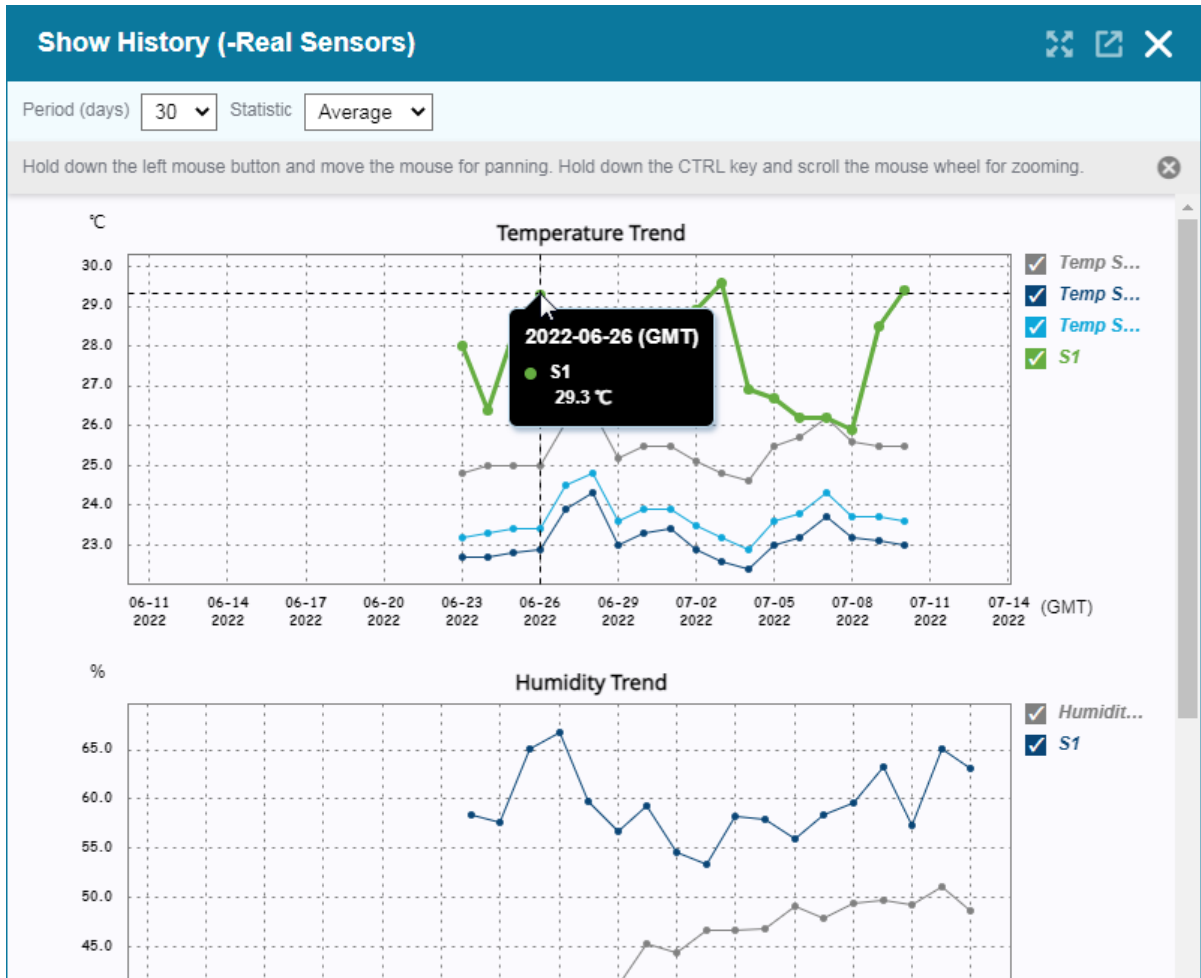 Show History (-Real Sensors)
Period (days) 30 Statistic Average
Hold down the left mouse button and move the mouse for panning. Hold down the CTRL key and scroll the mouse wheel for zooming.
℃
Temperature Trend
30.0
29.0
28.0
27.0
26.0
25.0
24.0
23.0
Temp S...
Temp S...
Temp S...
S1
2022-06-26 (GMT)
S1
29.3 ℃
06-11 06-14 06-17 06-20 06-23 06-26 06-29 07-02 07-05 07-08 07-11 07-14 (GMT)
2022 2022 2022 2022 2022 2022 2022 2022 2022 2022 2022 2022
%
Humidity Trend
65.0
60.0
55.0
50.0
45.0
Humidit...
S1